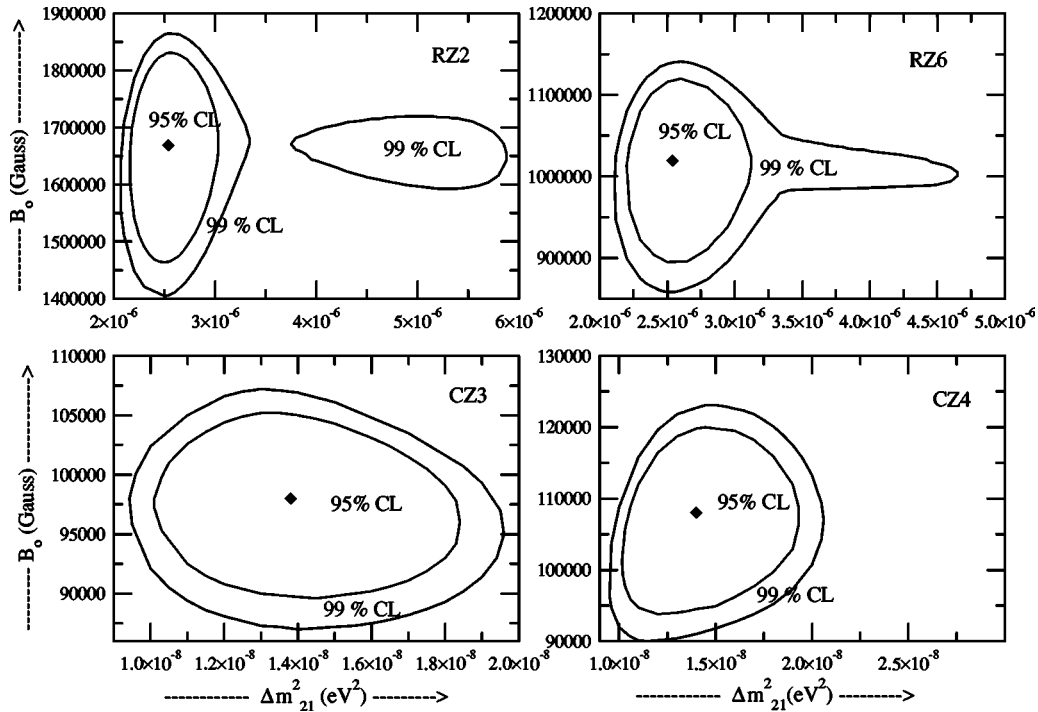 1900000
1800000
1700000
1600000
1500000
1400000
RZ2
95% CL
99 % CL
99 % CL
2×10⁻⁶ 3×10⁻⁶ 4×10⁻⁶ 5×10⁻⁶ 6×10⁻⁶
------ Bₒ (Gauss) ------>
1200000
1100000
1000000
900000
RZ6
95% CL
99 % CL
2.0×10⁻⁶ 2.5×10⁻⁶ 3.0×10⁻⁶ 3.5×10⁻⁶ 4.0×10⁻⁶ 4.5×10⁻⁶ 5.0×10⁻⁶
110000
105000
100000
95000
90000
CZ3
95% CL
99 % CL
1.0×10⁻⁸ 1.2×10⁻⁸ 1.4×10⁻⁸ 1.6×10⁻⁸ 1.8×10⁻⁸ 2.0×10⁻⁸
------ Bₒ (Gauss) ------>
------------ Δm²₂₁ (eV²) ------------>
130000
120000
110000
100000
90000
CZ4
95% CL
99 % CL
1.0×10⁻⁸ 1.5×10⁻⁸ 2.0×10⁻⁸ 2.5×10⁻⁸
------------ Δm²₂₁(eV²) ------------>